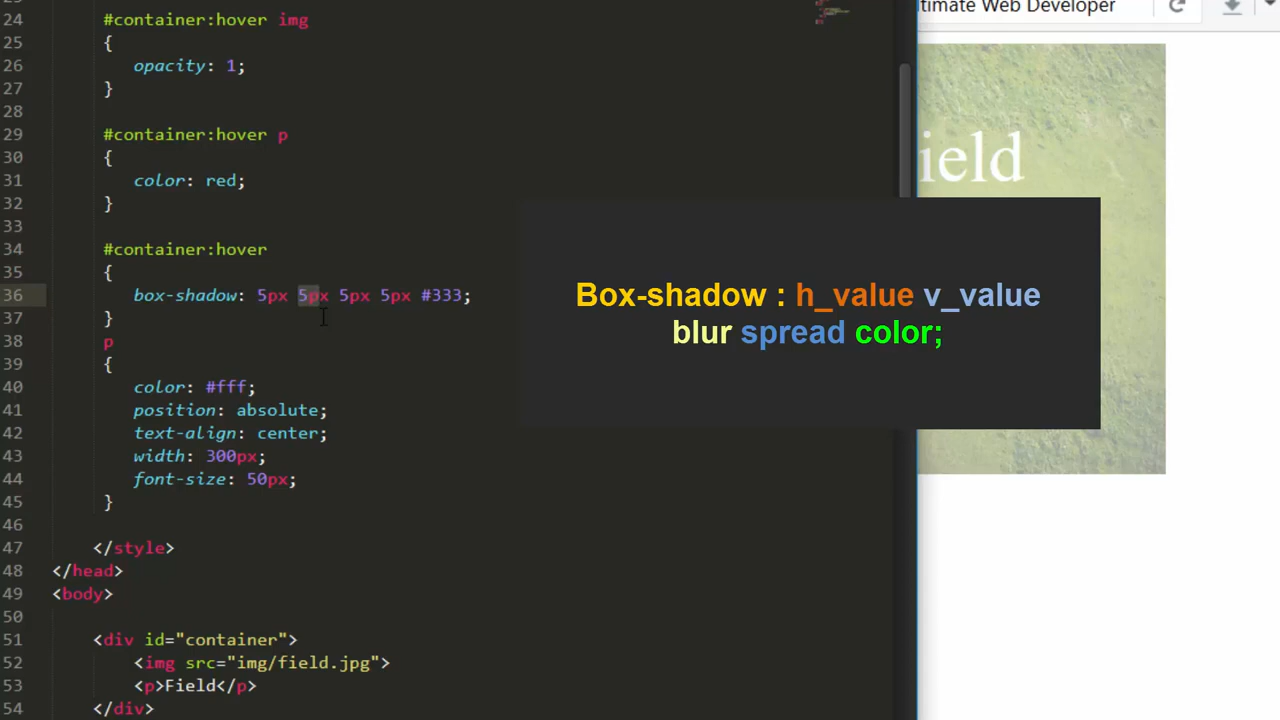 ltimate Web Developer
24 #container:hover img
25 {
26 opacity: 1;
27 }
28
29 #container:hover p
30 {
31 color: red;
32 }
33
34 #container:hover
35 {
36 box-shadow: 5px 5px 5px 5px #333;
37 }
38 p
39 {
40 color: #fff;
41 position: absolute;
42 text-align: center;
43 width: 300px;
44 font-size: 50px;
45 }
46
47 </style>
48 </head>
49 <body>
50
51 <div id="container">
52 <img src="img/field.jpg">
53 <p>Field</p>
54 </div>
ield
Box-shadow : h_value v_value
blur spread color;